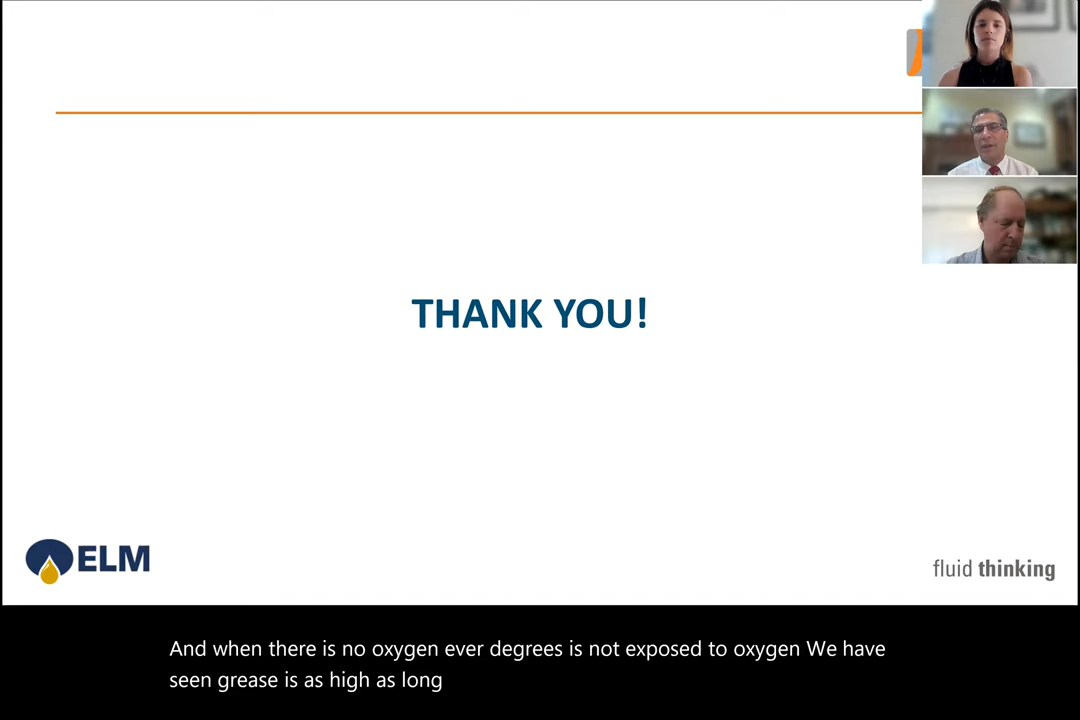 THANK YOU!
ELM
fluid thinking
And when there is no oxygen ever degrees is not exposed to oxygen We have
seen grease is as high as long